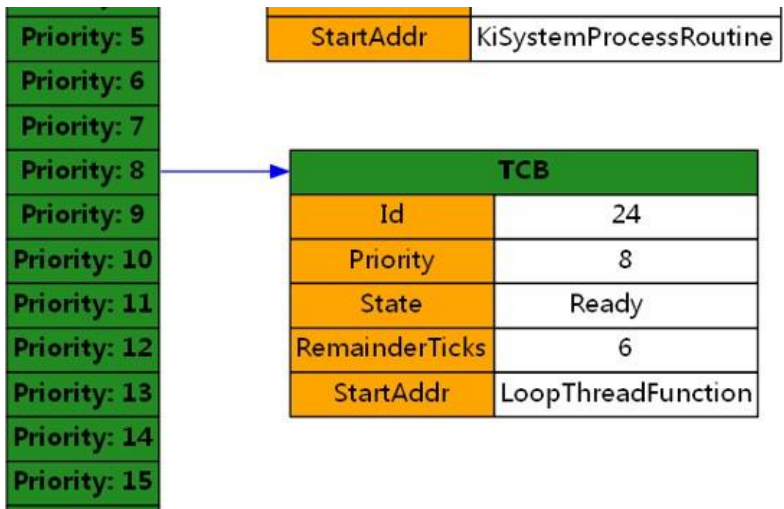 Priority: 5
StartAddr KiSystemProcessRoutine
Priority: 6
Priority: 7
Priority: 8
TCB
Priority: 9
Id 24
Priority: 10
Priority 8
Priority: 11
State Ready
Priority: 12
RemainderTicks 6
Priority: 13
StartAddr LoopThreadFunction
Priority: 14
Priority: 15